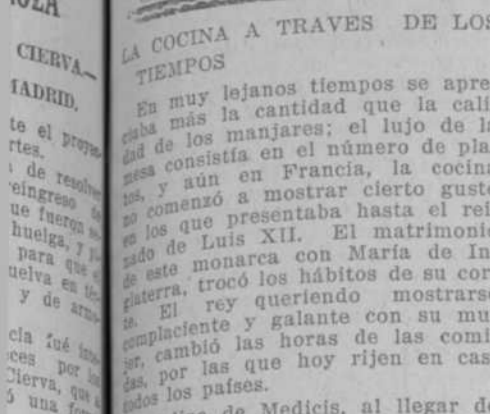 CIERVA.—
MADRID.
te el
rtes.
de
reingreso
ue fueron
huelga, y
para que
uelva en
y de
cia fué
ces por
Cierva, que
ó una
LA COCINA A TRAVES DE LOS
TIEMPOS
En muy lejanos tiempos se apre-
ciaba más la cantidad que la cali-
dad de los manjares; el lujo de la
mesa consistía en el número de pla-
tos, y aún en Francia, la cocina
no comenzó a mostrar cierto gusto
en los que presentaba hasta el rei-
nado de Luis XII. El matrimonio
de este monarca con María de In-
glaterra, trocó los hábitos de su cor-
te. El rey queriendo mostrarse
complaciente y galante con su mu-
jer, cambió las horas de las comi-
das, por las que hoy rijen en casi
todos los países.
de Medicis, al llegar de